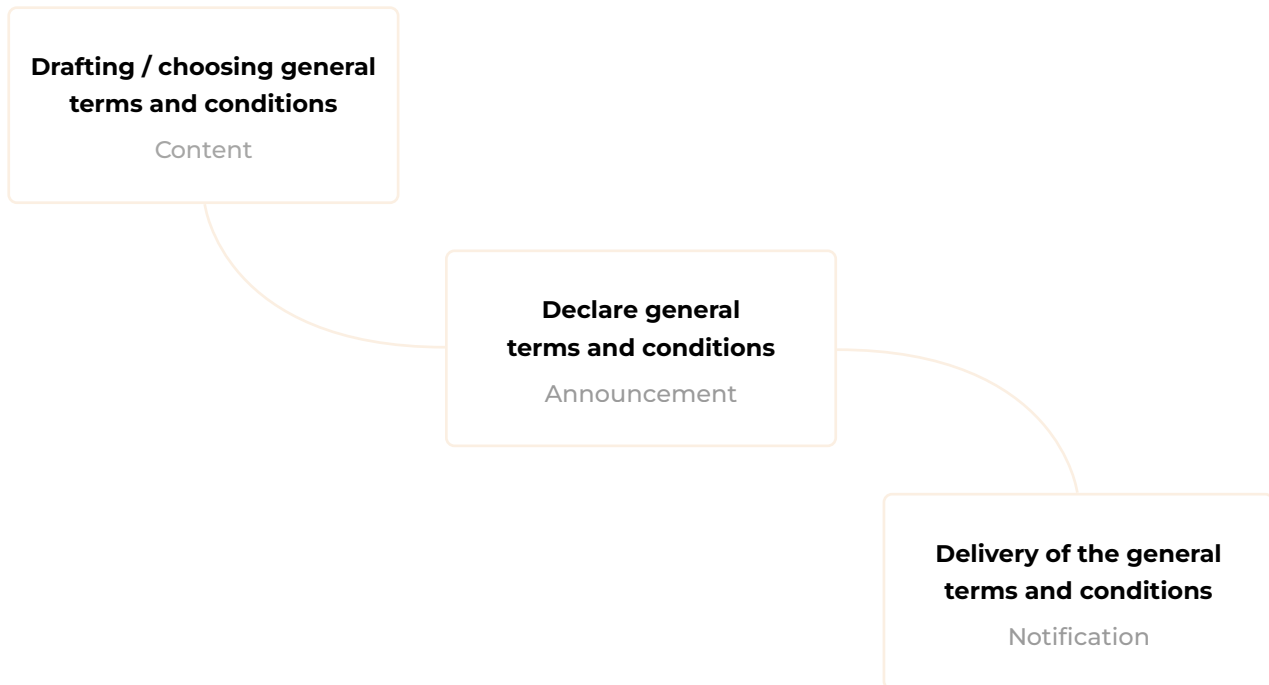 Drafting / choosing general
terms and conditions
Content
Declare general
terms and conditions
Announcement
Delivery of the general
terms and conditions
Notification